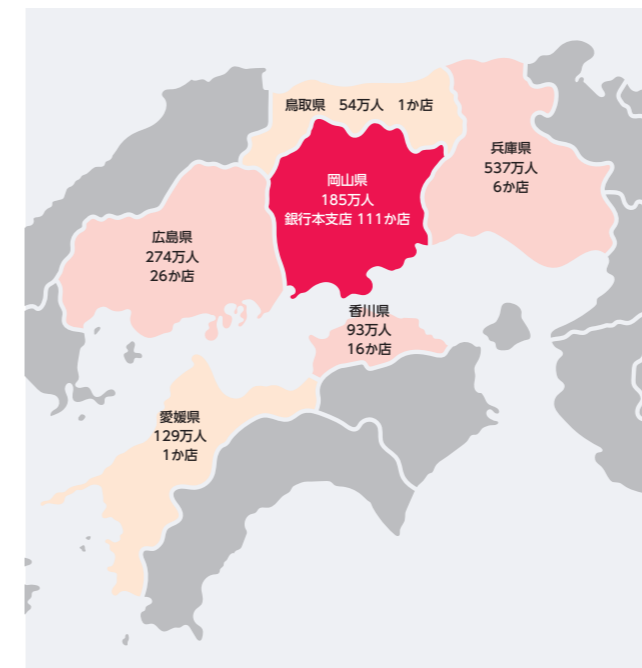 鳥取県 54万人 1か店
兵庫県
537万人
6か店
岡山県
185万人
銀行本支店 111か店
広島県
274万人
26か店
香川県
93万人
16か店
愛媛県
129万人
1か店